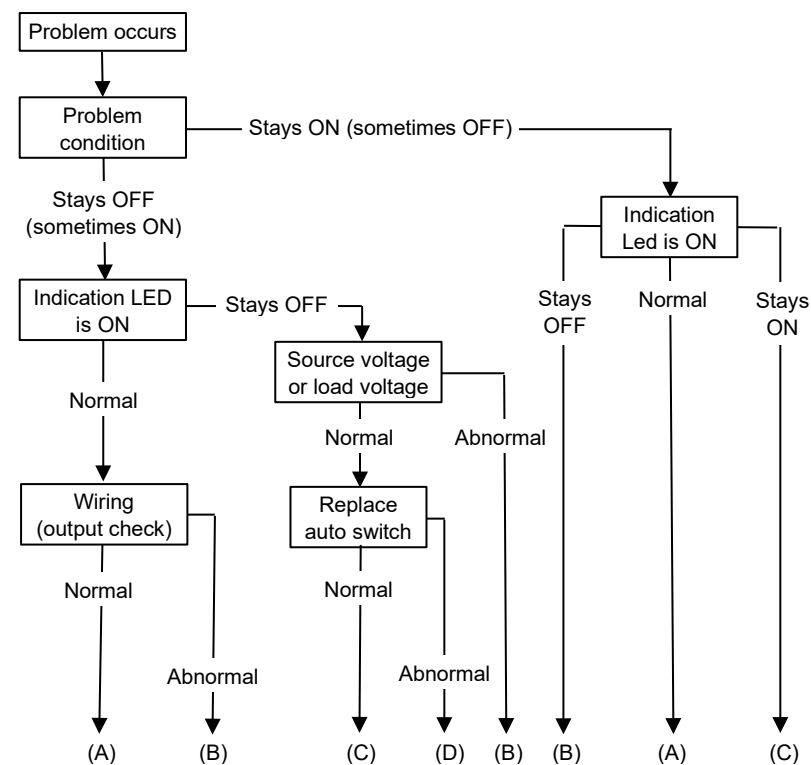 Problem occurs
Problem
condition
Stays ON (sometimes OFF)
Stays OFF
(sometimes ON)
Indication
Led is ON
Indication LED
is ON
Stays OFF
Stays
OFF
Normal
Stays
ON
Source voltage
or load voltage
Normal
Normal
Abnormal
Wiring
(output check)
Replace
auto switch
Normal
Normal
Abnormal
Abnormal
(A)
(B)
(C)
(D)
(B)
(B)
(A)
(C)